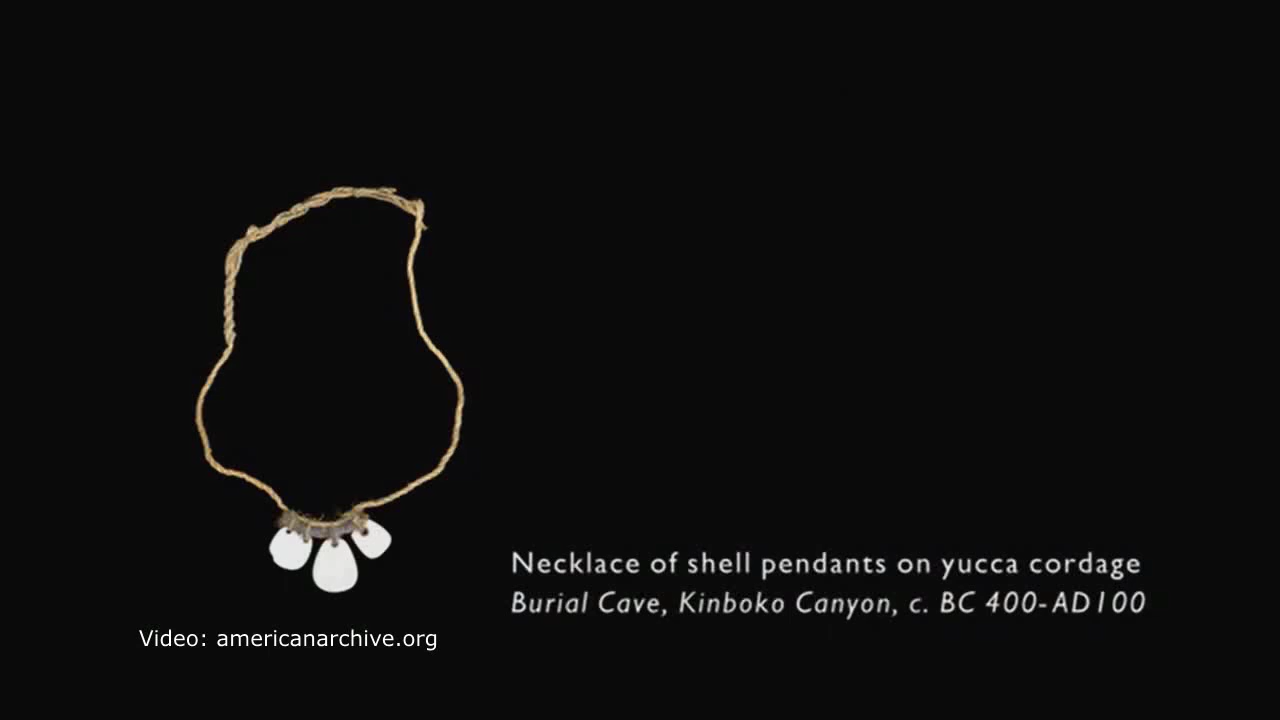 Necklace of shell pendants on yucca cordage
Burial Cave, Kinboko Canyon, c. BC 400-AD100
Video: americanarchive.org